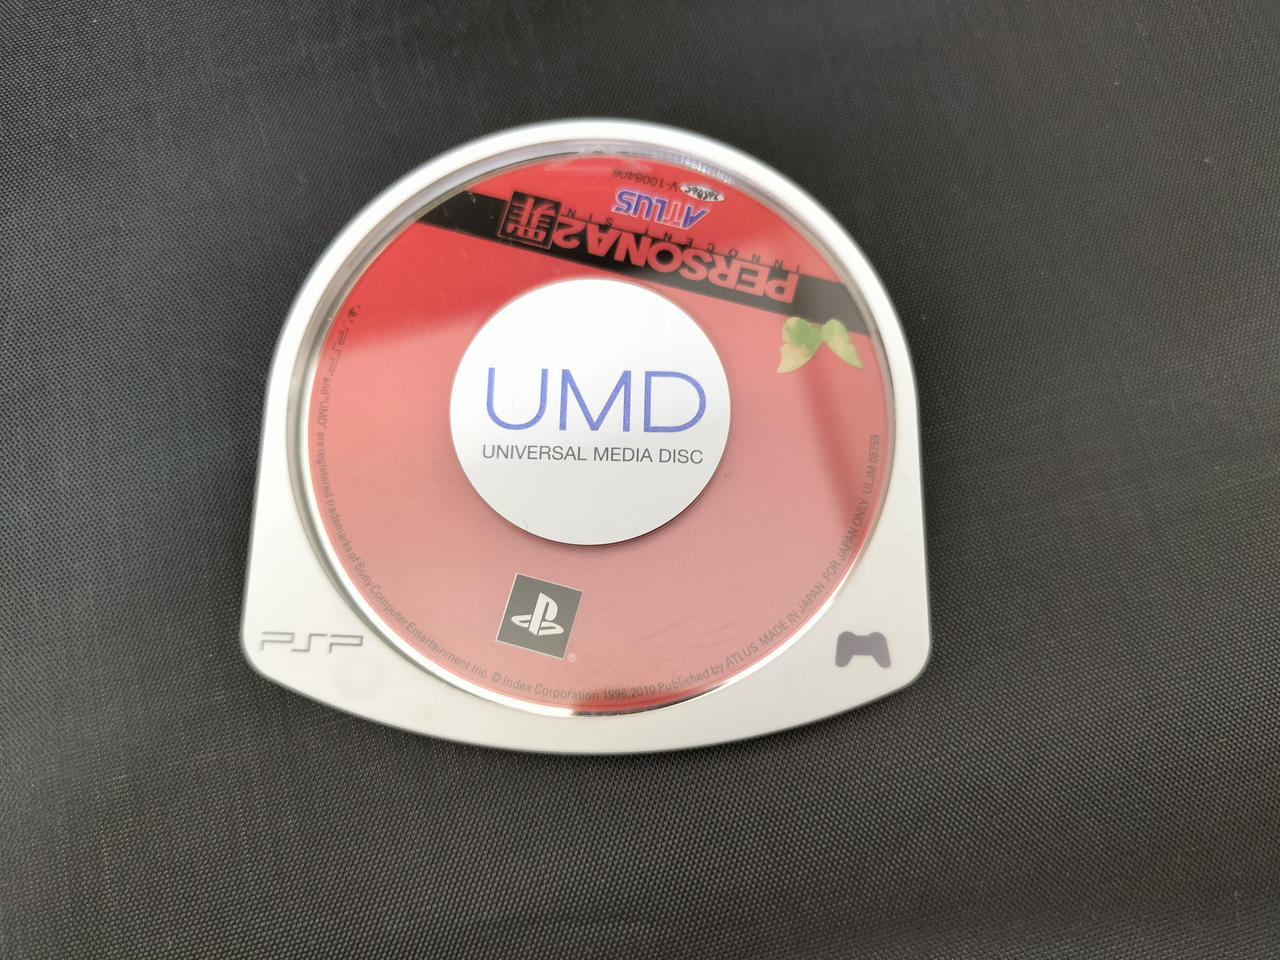 V-1008406
JASRAC
ATLUS
PERSONA2罪
INNOCENT SIN
UMD
UNIVERSAL MEDIA DISC
"PSP" and "UMD" are registered trademarks of Sony Computer Entertainment Inc. © Index Corporation 1996,2010 Published by ATLUS MADE IN JAPAN FOR JAPAN ONLY ULJM 05759
PSP